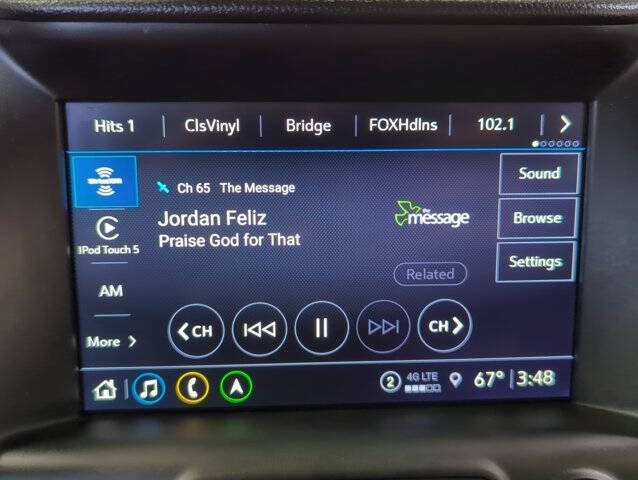 Hits 1 ClsVinyl Bridge FOXHdlns 102.1
Ch 65 The Message
Jordan Feliz
Praise God for That
the message
Related
Sound
Browse
Settings
iPod Touch 5
AM
More
CH CH
2 4G LTE 67° 3:48